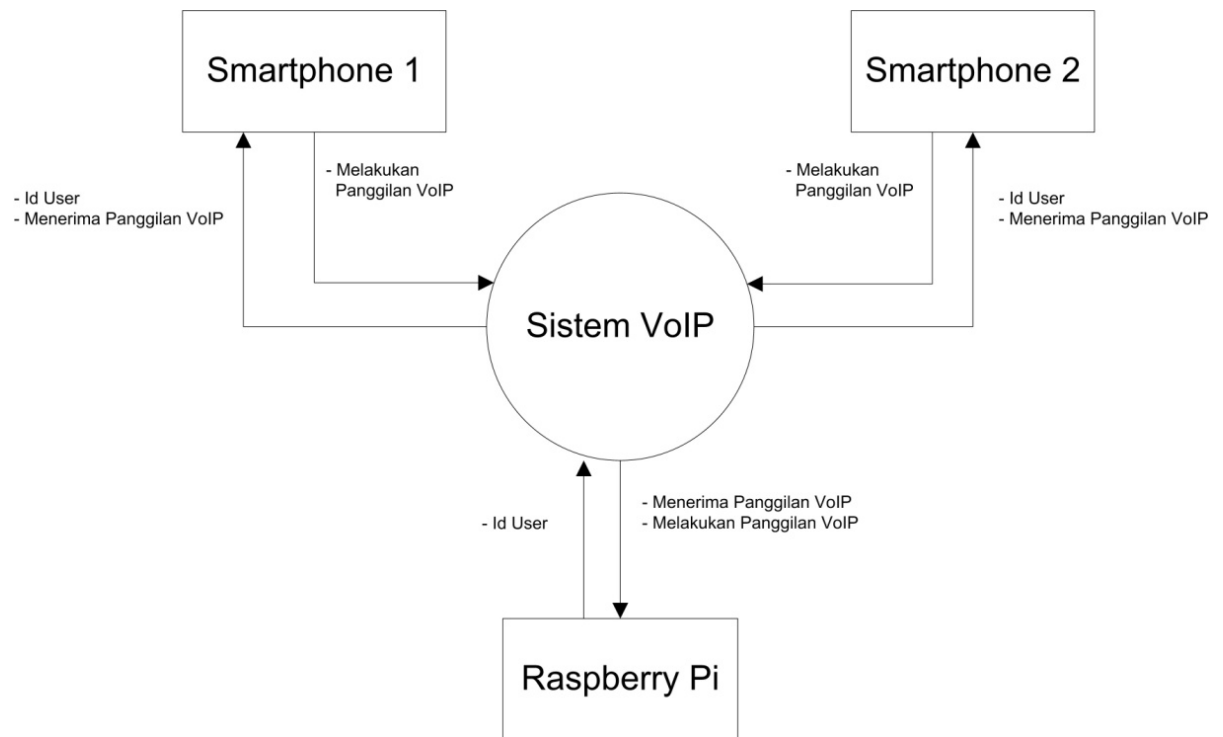 Smartphone 1
Smartphone 2
- Melakukan
Panggilan VoIP
- Id User
- Menerima Panggilan VoIP
- Melakukan
Panggilan VoIP
- Id User
- Menerima Panggilan VoIP
Sistem VoIP
- Id User
- Menerima Panggilan VoIP
- Melakukan Panggilan VoIP
Raspberry Pi